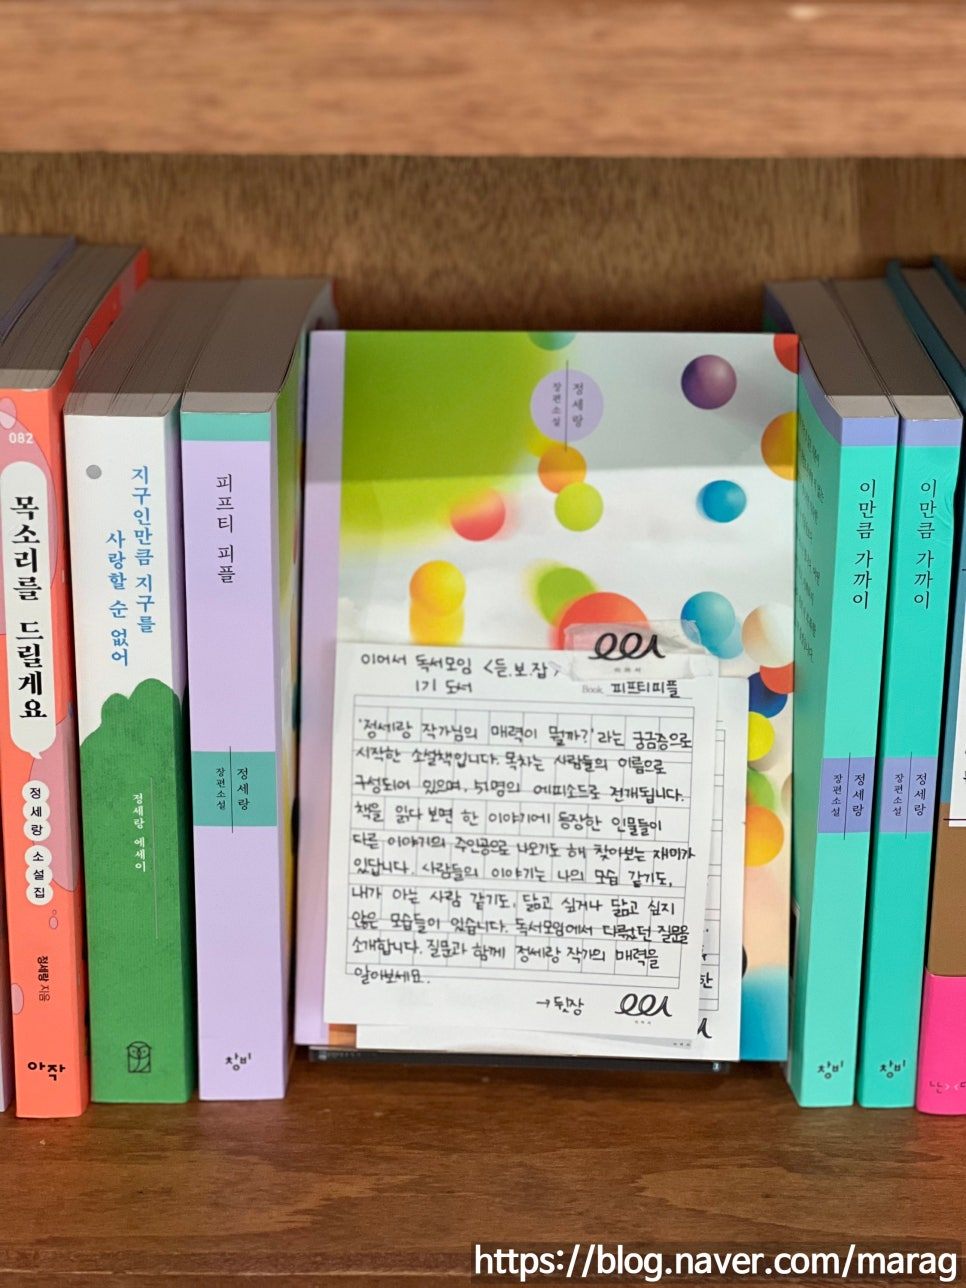 082
목소리를 드릴게요
정세랑 소설집
정세랑 지음
아작
지구인만큼 지구를
사랑할 순 없어
정세랑 에세이
피프티 피플
정세랑
장편소설
창비
정세랑
장편소설
이어서 독서모임 <듣.보.잡>
1기 도서
이어서
Book. 피프티피플
'정세랑 작가님의 매력이 뭘까?' 라는 궁금증으로
시작한 소설책입니다. 목차는 사람들의 이름으로
구성되어 있으며, 51명의 에피소드로 전개됩니다.
책을 읽다 보면 한 이야기에 등장한 인물들이
다른 이야기의 주인공으로 나오기도 해 찾아보는 재미가
있답니다. 사람들의 이야기는 나의 모습 같기도,
내가 아는 사람 같기도, 닮고 싶거나 닮고 싶지
않은 모습들이 있습니다. 독서모임에서 다뤘던 질문을
소개합니다. 질문과 함께 정세랑 작가의 매력을
알아보세요.
→ 뒷장
이어서
한
이만큼 가까이
정세랑
장편소설
창비
이만큼 가까이
정세랑
장편소설
창비
https://blog.naver.com/marag